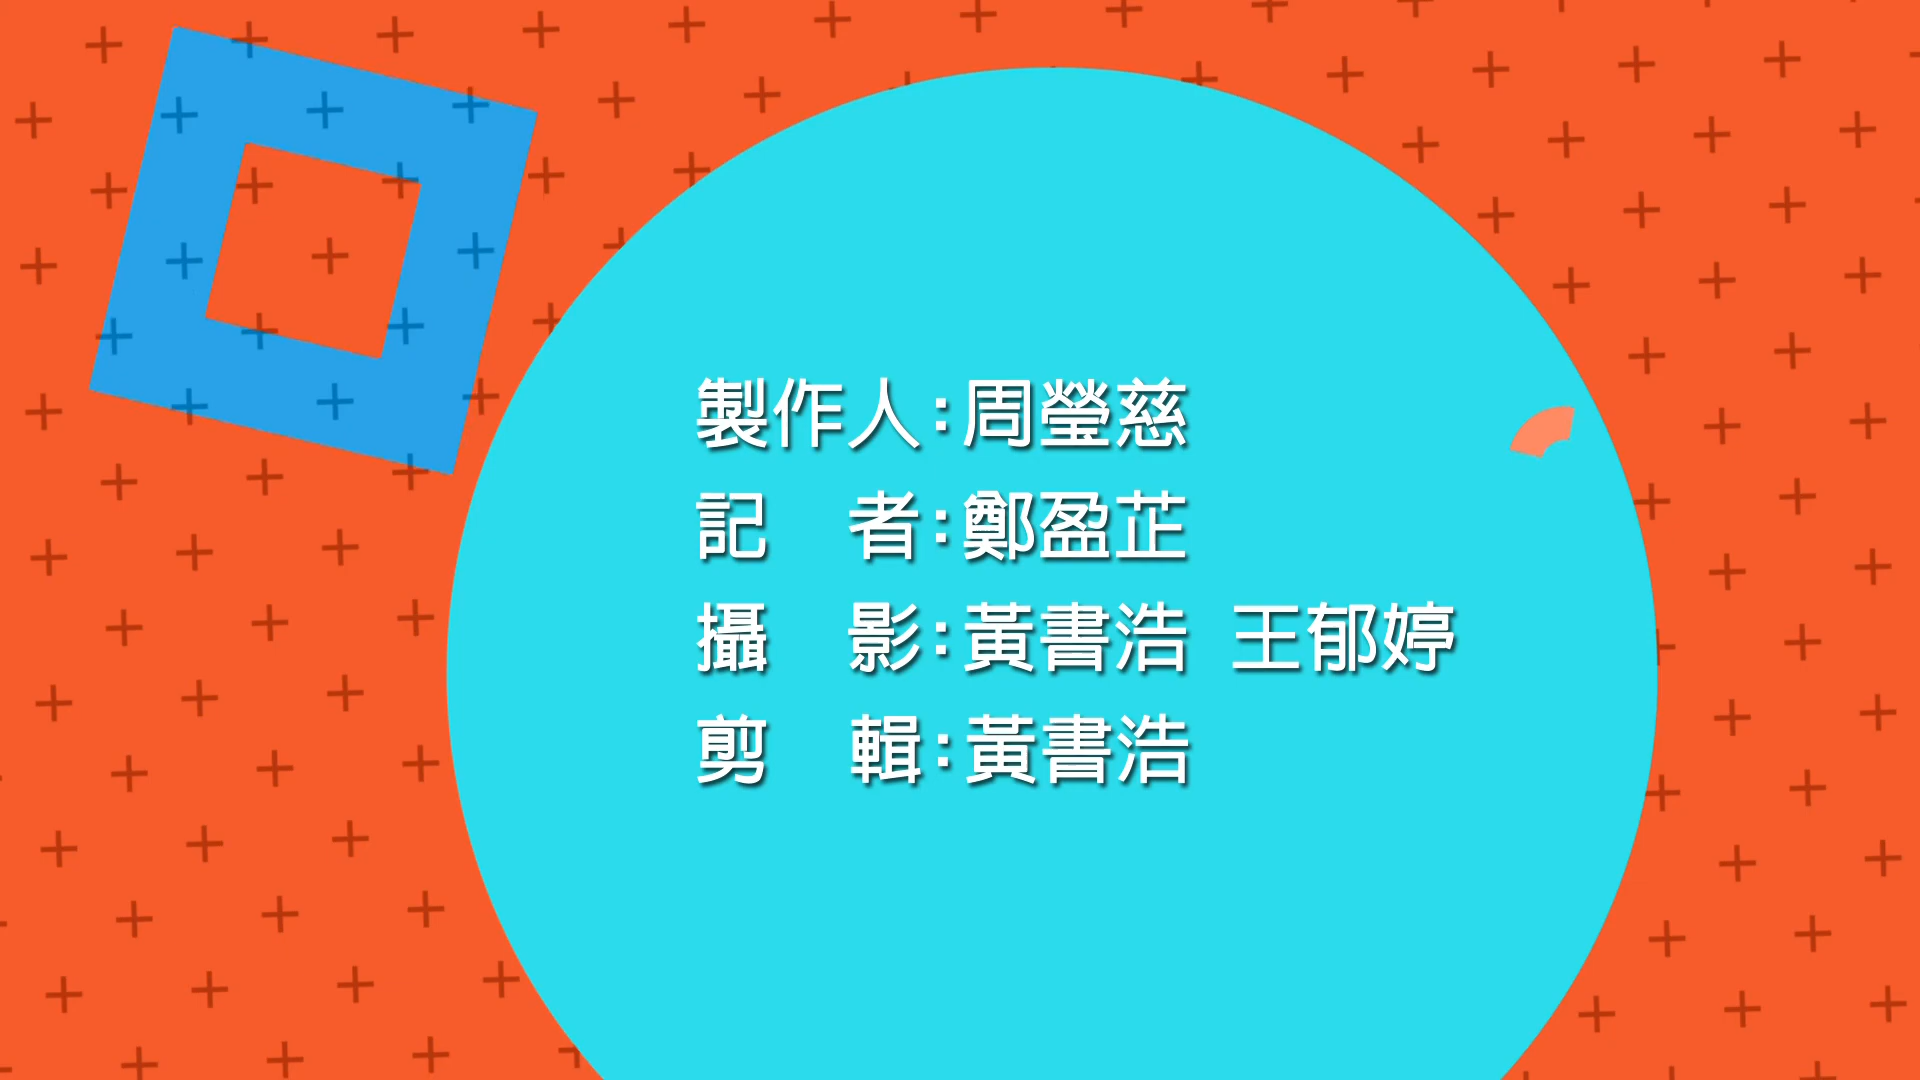 製作人:周瑩慈
記　者:鄭盈芷
攝　影:黃書浩 王郁婷
剪　輯:黃書浩